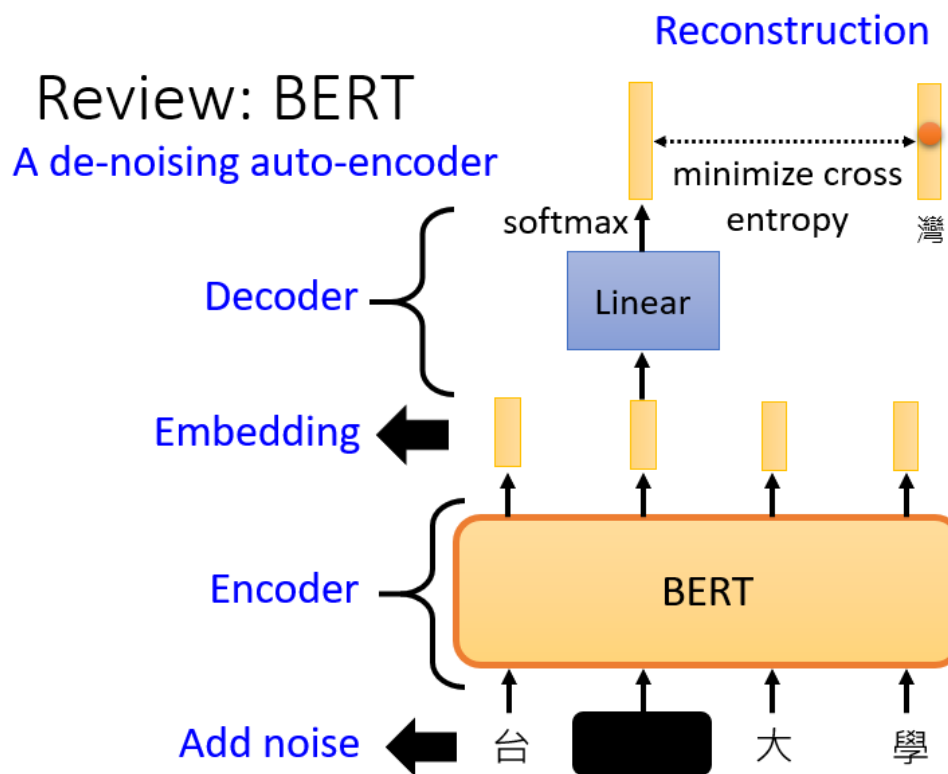 Reconstruction
Review: BERT
A de-noising auto-encoder
softmax
minimize cross
entropy
灣
Decoder
Linear
Embedding
Encoder
BERT
Add noise
台 大 學